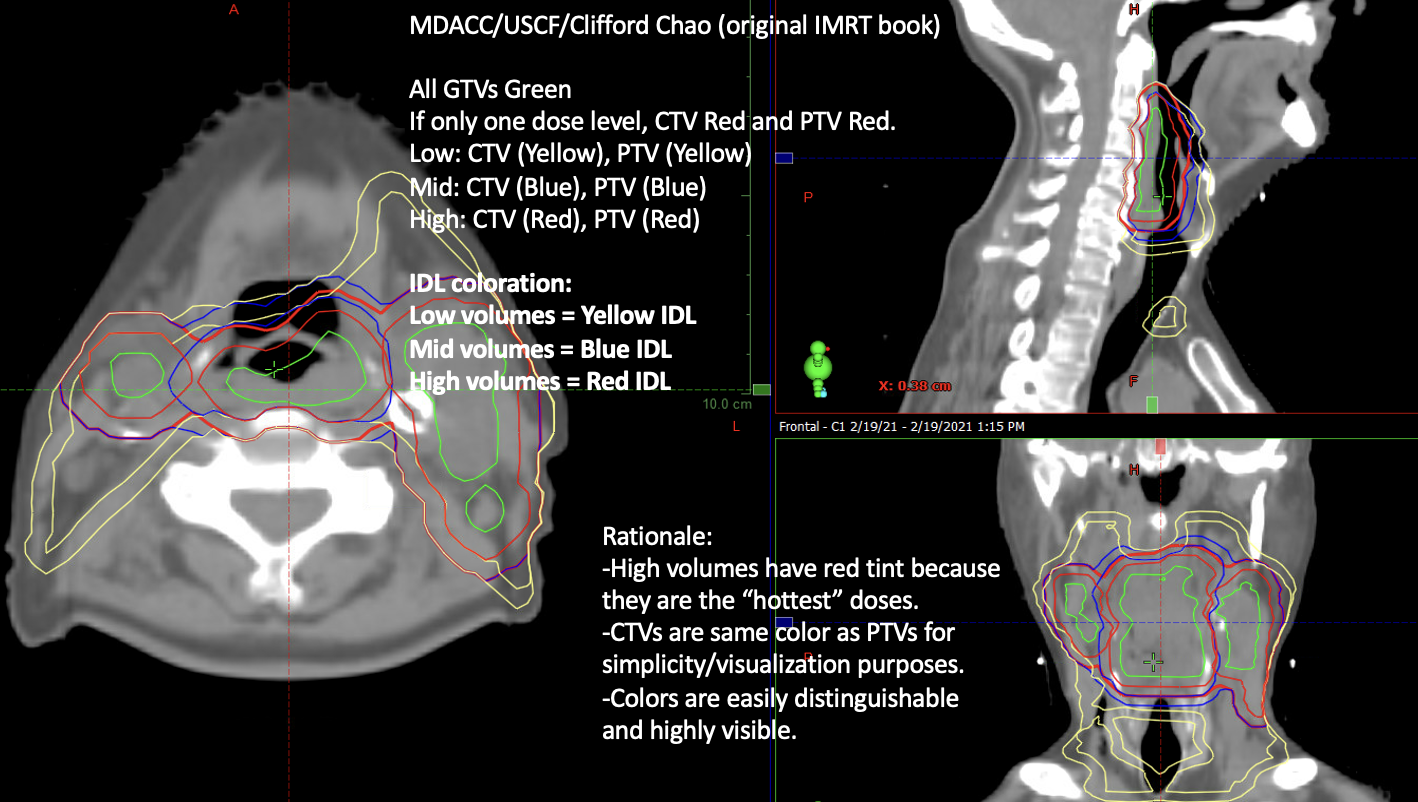 A
MDACC/USCF/Clifford Chao (original IMRT book)
All GTVs Green
If only one dose level, CTV Red and PTV Red.
Low: CTV (Yellow), PTV (Yellow)
Mid: CTV (Blue), PTV (Blue)
High: CTV (Red), PTV (Red)
IDL coloration:
Low volumes = Yellow IDL
Mid volumes = Blue IDL
High volumes = Red IDL
10.0 cm
L
H
P
F
X: 0.38 cm
Frontal - C1 2/19/21 - 2/19/2021 1:15 PM
H
Rationale:
-High volumes have red tint because
they are the “hottest” doses.
-CTVs are same color as PTVs for
simplicity/visualization purposes.
-Colors are easily distinguishable
and highly visible.